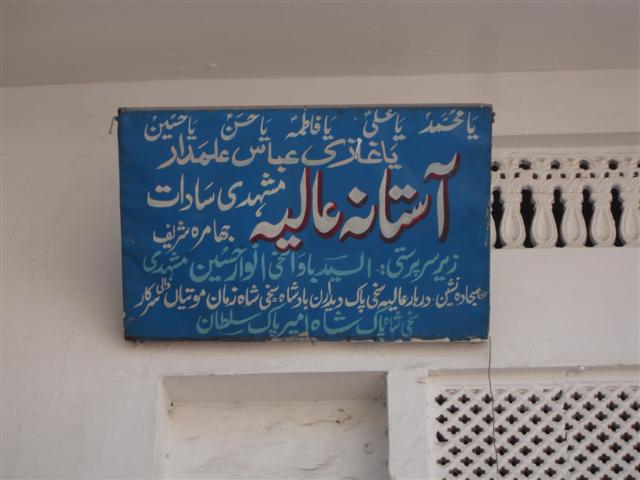 یا محمدؐ یا علیؑ یا فاطمہؑ یا حسنؑ یا حسینؑ
یا غازی عباس علمدار
آستانہ عالیہ مشہدی سادات
جھامرہ شریف
زیر سرپرستی:۔ السید باوا سخی انوار حسین مشہدی
سجادہ نشین۔ دربار عالیہ سخی پاک دیدارن بادشاہ سخی شاہ زمان موتیاں والی سرکار
سخی شاہ پاک شاہ امیر پاک سلطان